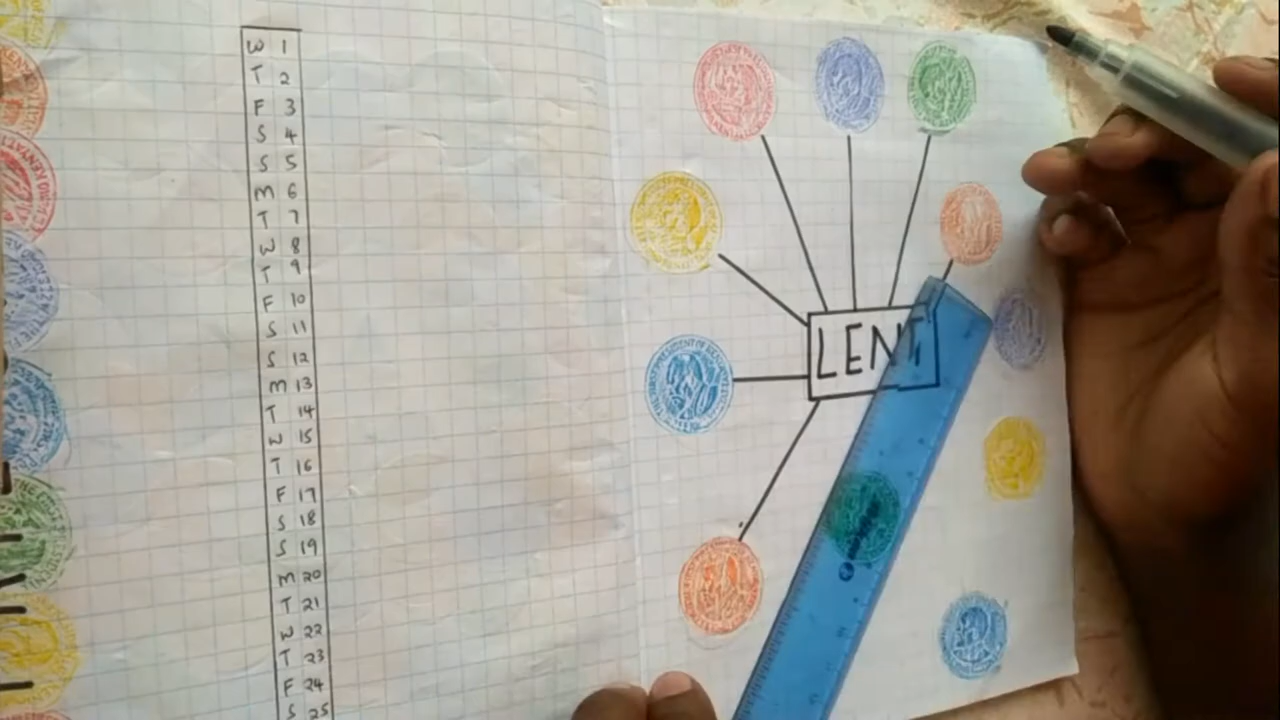 W 1
T 2
F 3
S 4
S 5
M 6
T 7
W 8
T 9
F 10
S 11
S 12
M 13
T 14
W 15
T 16
F 17
S 18
S 19
M 20
T 21
W 22
T 23
F 24
S 25
LENT